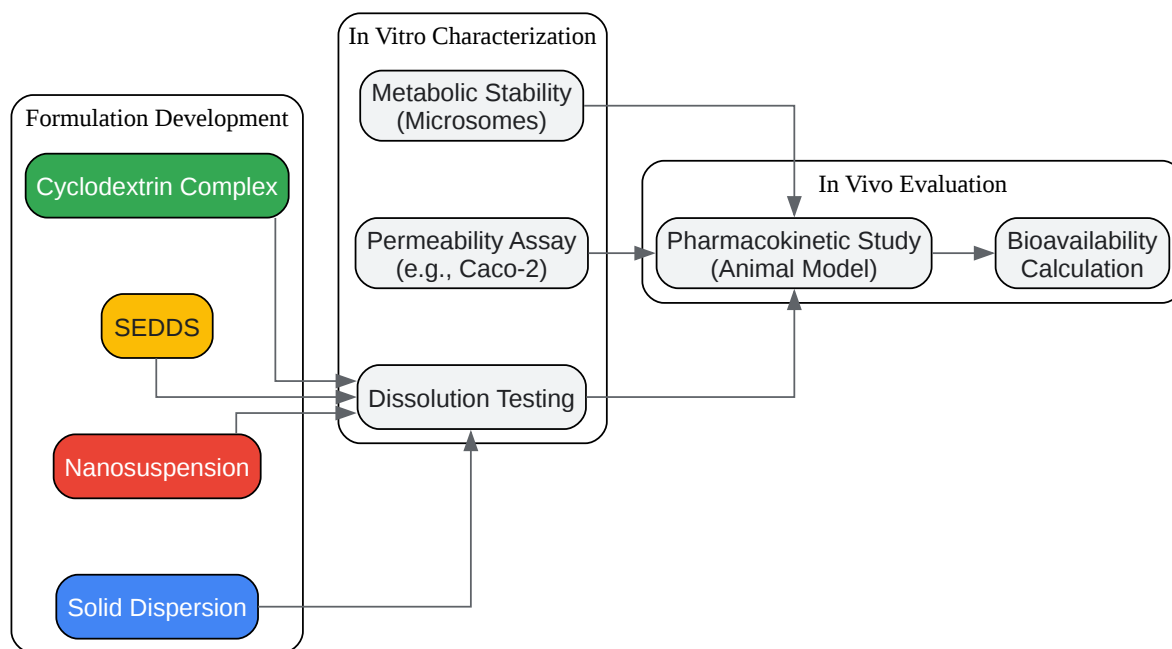 Formulation Development
Cyclodextrin Complex
SEDDS
Nanosuspension
Solid Dispersion
In Vitro Characterization
Metabolic Stability
(Microsomes)
Permeability Assay
(e.g., Caco-2)
Dissolution Testing
In Vivo Evaluation
Pharmacokinetic Study
(Animal Model)
Bioavailability
Calculation